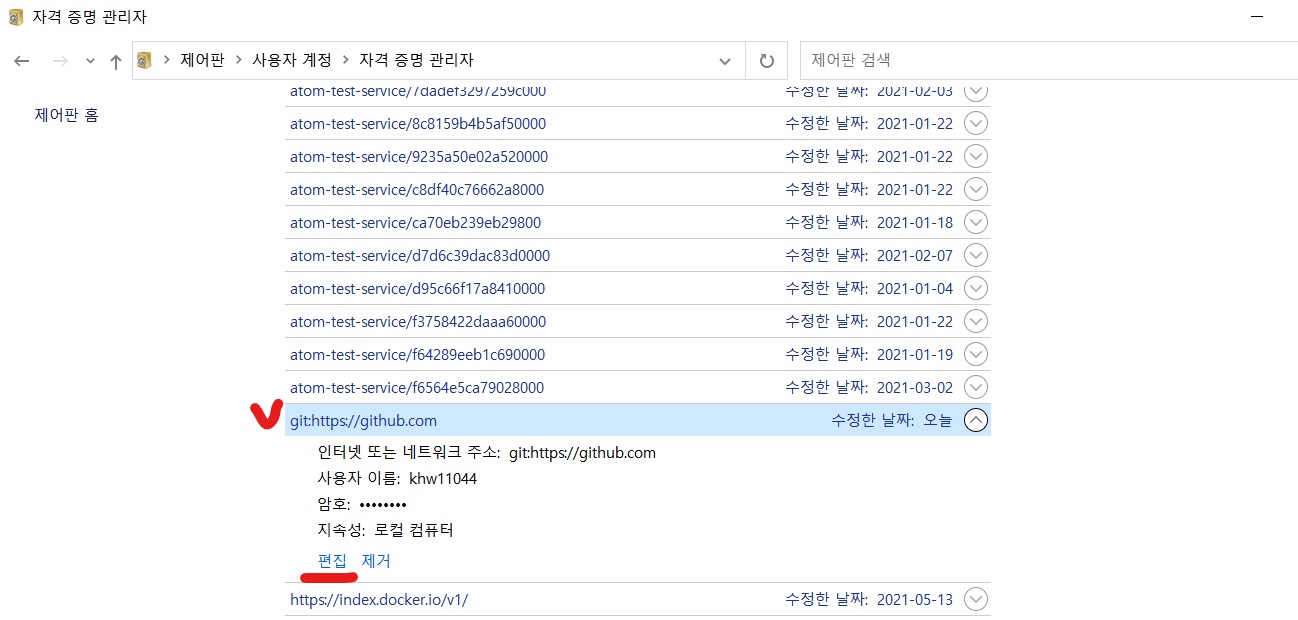 자격 증명 관리자
제어판 사용자 계정 자격 증명 관리자 제어판 검색
제어판 홈
atom-test-service/7dadef3297259c000 수정한 날짜: 2021-02-03
atom-test-service/8c8159b4b5af50000 수정한 날짜: 2021-01-22
atom-test-service/9235a50e02a520000 수정한 날짜: 2021-01-22
atom-test-service/c8df40c76662a8000 수정한 날짜: 2021-01-22
atom-test-service/ca70eb239eb29800 수정한 날짜: 2021-01-18
atom-test-service/d7d6c39dac83d0000 수정한 날짜: 2021-02-07
atom-test-service/d95c66f17a8410000 수정한 날짜: 2021-01-04
atom-test-service/f3758422daaa60000 수정한 날짜: 2021-01-22
atom-test-service/f64289eeb1c690000 수정한 날짜: 2021-01-19
atom-test-service/f6564e5ca79028000 수정한 날짜: 2021-03-02
git:https://github.com 수정한 날짜: 오늘
인터넷 또는 네트워크 주소: git:https://github.com
사용자 이름: khw11044
암호: ••••••••
지속성: 로컬 컴퓨터
편집 제거
https://index.docker.io/v1/ 수정한 날짜: 2021-05-13